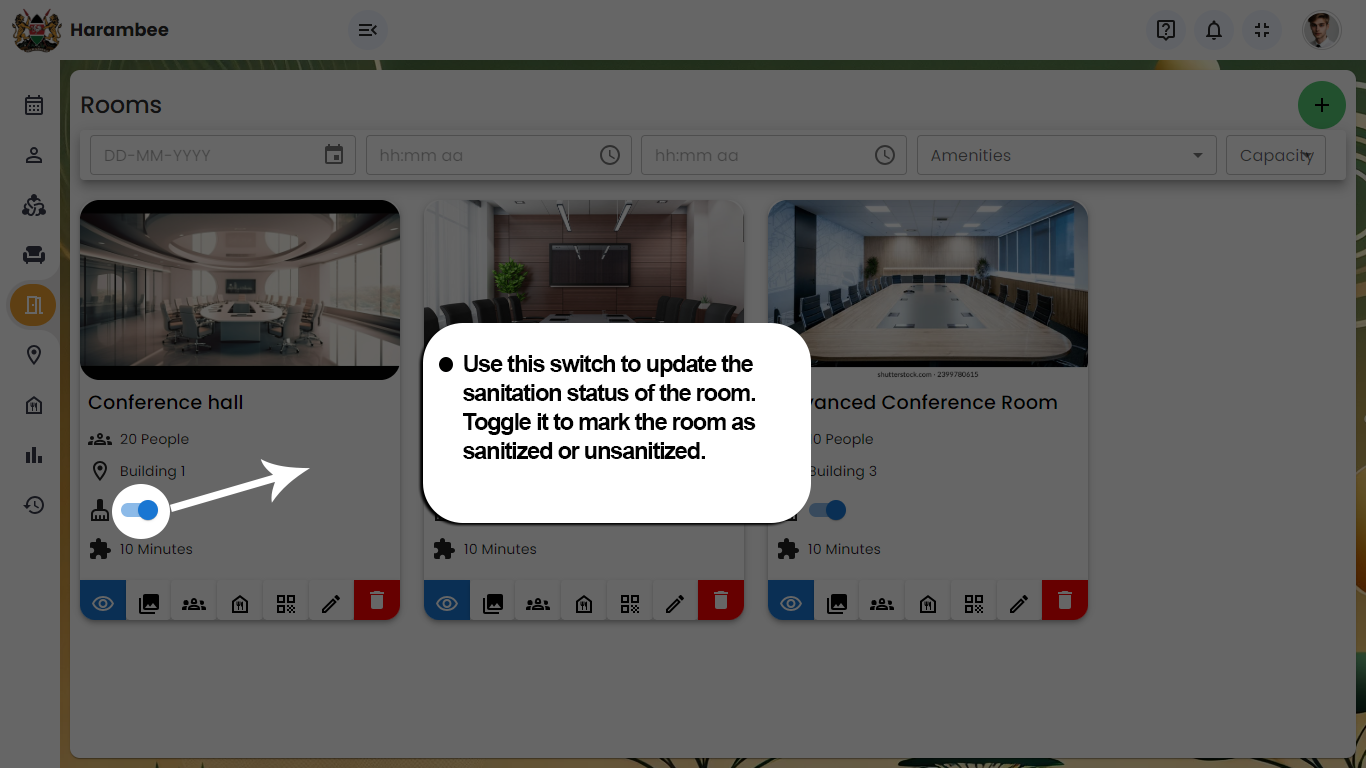 Harambee
Rooms
DD-MM-YYYY
hh:mm aa
hh:mm aa
Amenities
Capacity
shutterstock.com · 2399780615
Conference hall
vanced Conference Room
20 People
0 People
Building 1
Building 3
10 Minutes
10 Minutes
10 Minutes
Use this switch to update the
sanitation status of the room.
Toggle it to mark the room as
sanitized or unsanitized.